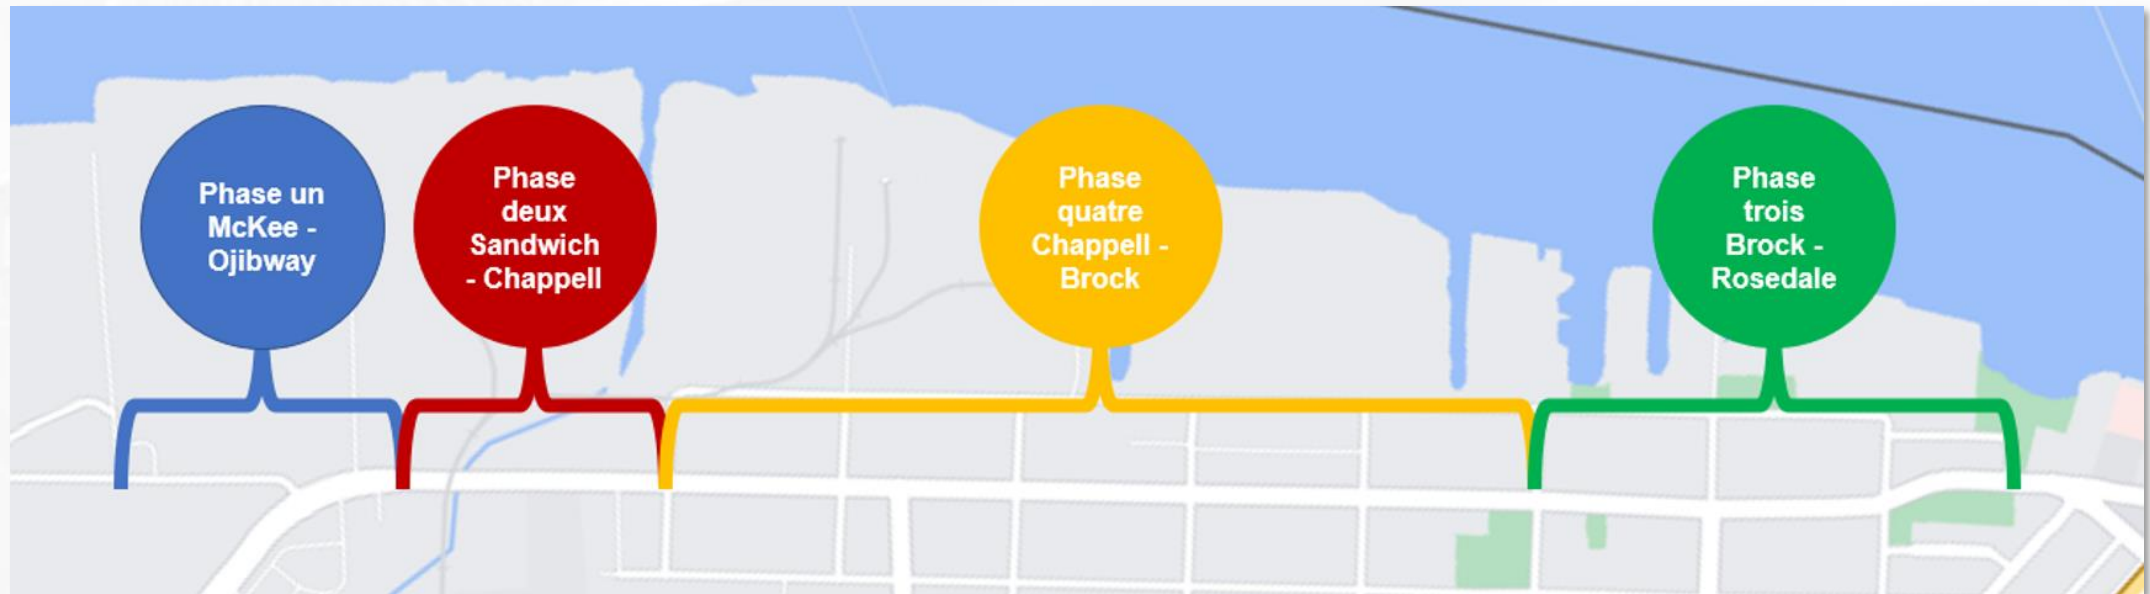 Phase un
McKee -
Ojibway
Phase
deux
Sandwich
- Chappell
Phase
quatre
Chappell -
Brock
Phase
trois
Brock -
Rosedale